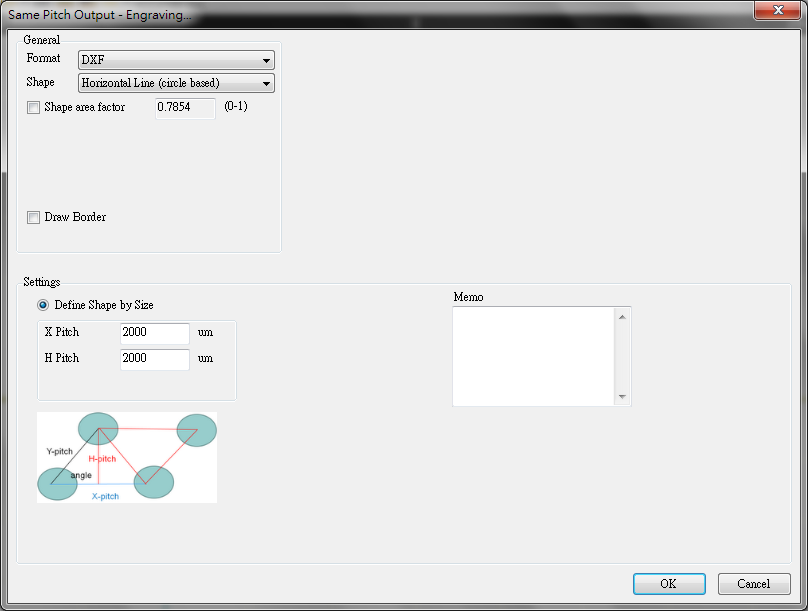 Same Pitch Output - Engraving...
General
Format DXF
Shape Horizontal Line (circle based)
Shape area factor 0.7854 (0-1)
Draw Border
Settings
Define Shape by Size
Memo
X Pitch 2000 um
H Pitch 2000 um
Y-pitch
H-pitch
angle
X-pitch
OK Cancel